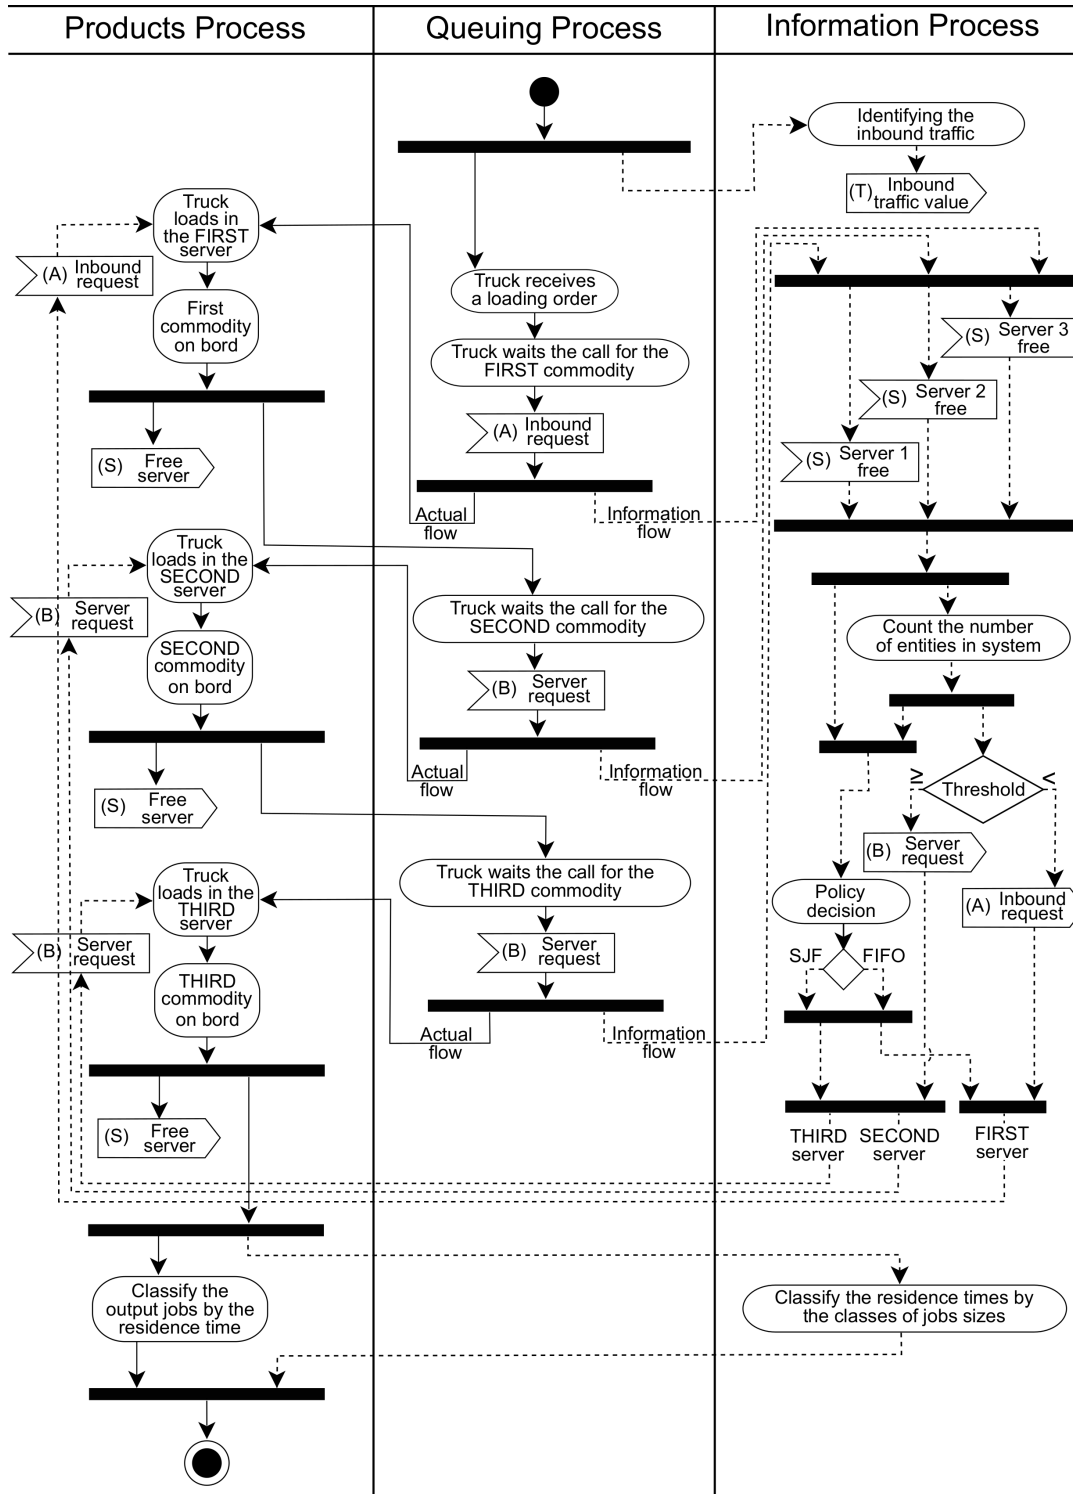 Products Process
Queuing Process
Information Process
Identifying the
inbound traffic
(T) Inbound
traffic value
Truck
loads in
the FIRST
server
(A) Inbound
request
First
commodity
on bord
(S) Free
server
Truck receives
a loading order
Truck waits the call for the
FIRST commodity
(A) Inbound
request
Actual
flow
Information
flow
(S) Server 3
free
(S) Server 2
free
(S) Server 1
free
Truck
loads in the
SECOND
server
(B) Server
request
SECOND
commodity
on bord
(S) Free
server
Truck waits the call for the
SECOND commodity
(B) Server
request
Actual
flow
Information
flow
Count the number
of entities in system
≥
Threshold
<
(B) Server
request
(A) Inbound
request
Policy
decision
SJF
FIFO
Truck
loads in the
THIRD
server
(B) Server
request
THIRD
commodity
on bord
(S) Free
server
Truck waits the call for the
THIRD commodity
(B) Server
request
Actual
flow
Information
flow
THIRD
server
SECOND
server
FIRST
server
Classify the
output jobs by the
residence time
Classify the residence times by
the classes of jobs sizes